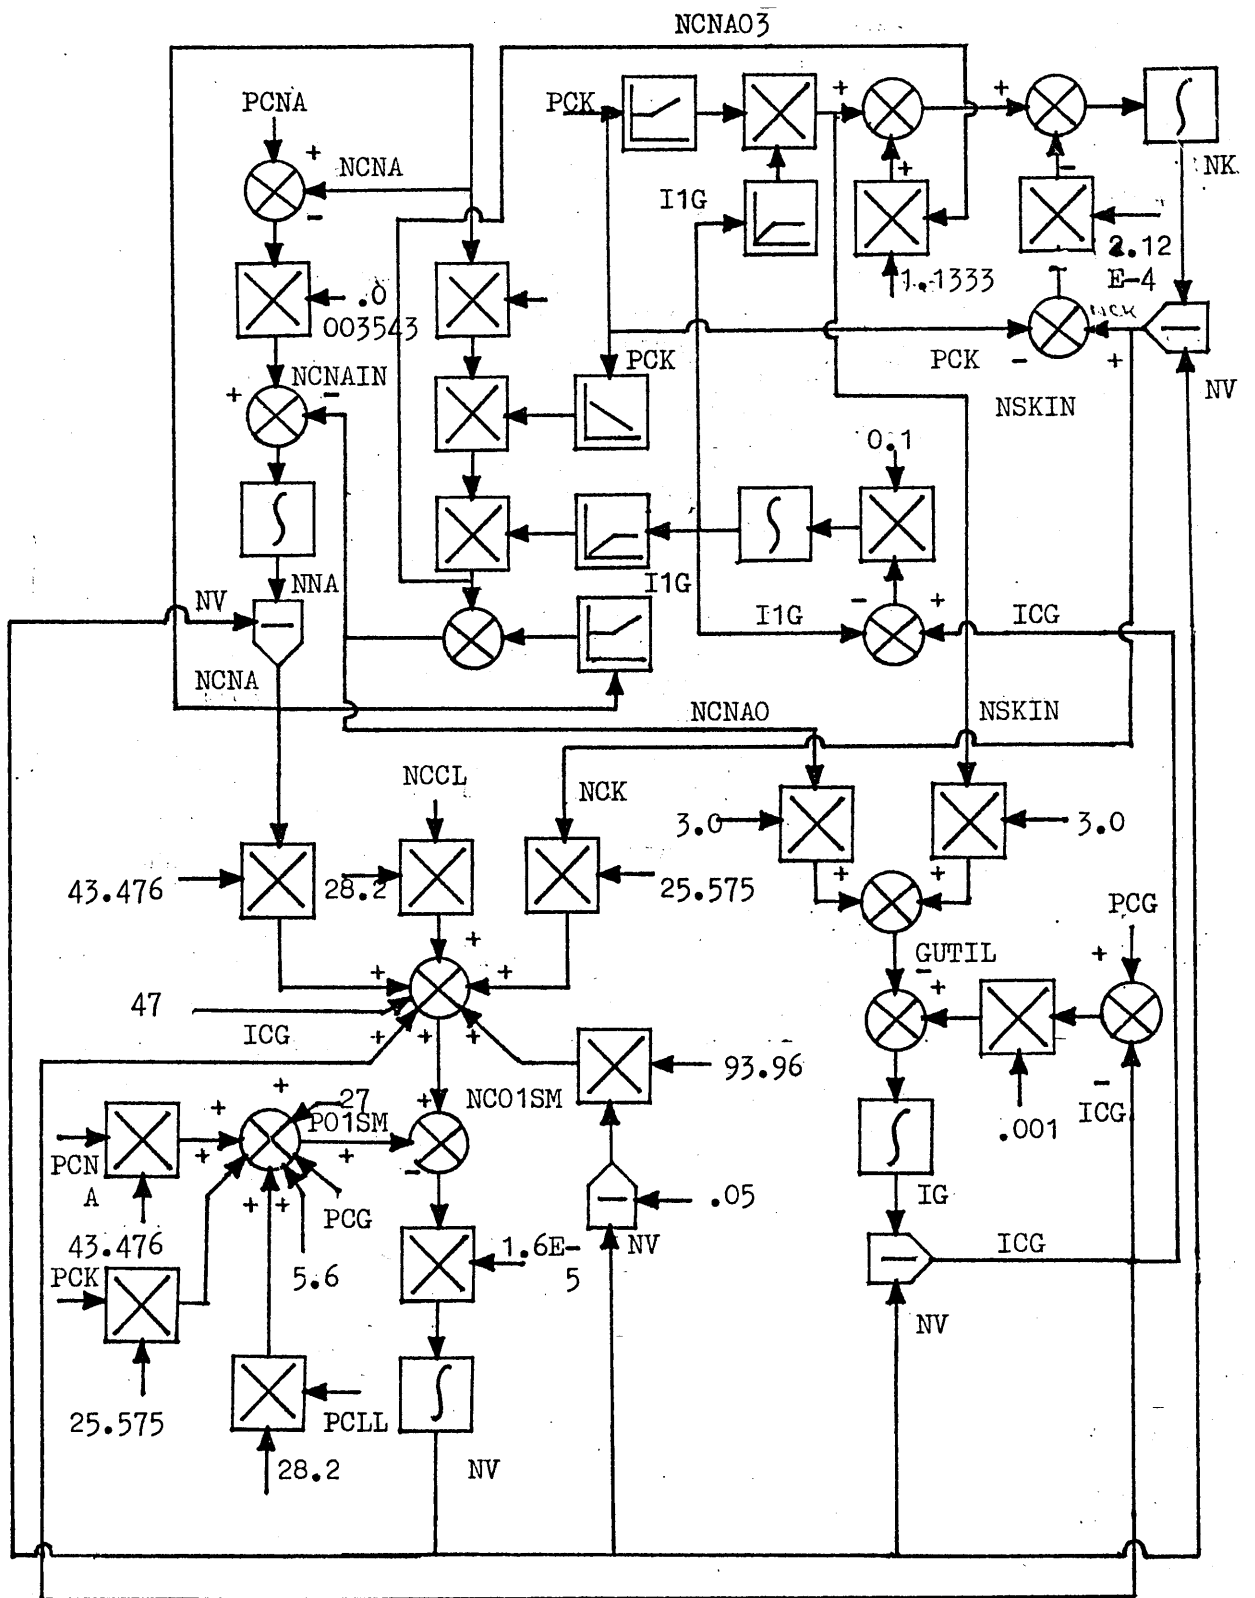 NCNAO3
PCNA
PCK
+
+
+
NCNA
-
I1G
+
-
NK
.0
003543
1.1333
2.12
E-4
NCK
PCK
PCK
-
+
NCNAIN
+
-
NSKIN
NV
0.1
NV
NNA
I1G
-
+
I1G
ICG
NCNA
NCNAO
NSKIN
NCCL
NCK
3.0
3.0
43.476
28.2
25.575
+
+
PCG
+
+
+
GUTIL
-
+
+
47
ICG
+
+
+
93.96
NCO1SM
-
ICG
.001
+
27
PO1SM
+
+
+
+
-
PCN
A
+
+
PCG
.05
IG
43.476
PCK
5.6
1.6E-
5
NV
ICG
NV
25.575
PCLL
28.2
NV